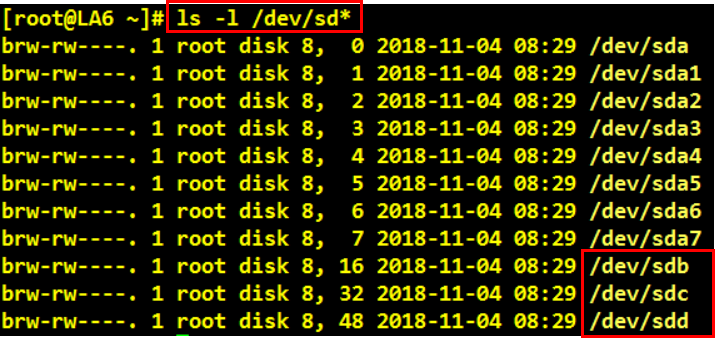 [root@LA6 ~]# ls -l /dev/sd*
brw-rw----. 1 root disk 8,  0 2018-11-04 08:29 /dev/sda
brw-rw----. 1 root disk 8,  1 2018-11-04 08:29 /dev/sda1
brw-rw----. 1 root disk 8,  2 2018-11-04 08:29 /dev/sda2
brw-rw----. 1 root disk 8,  3 2018-11-04 08:29 /dev/sda3
brw-rw----. 1 root disk 8,  4 2018-11-04 08:29 /dev/sda4
brw-rw----. 1 root disk 8,  5 2018-11-04 08:29 /dev/sda5
brw-rw----. 1 root disk 8,  6 2018-11-04 08:29 /dev/sda6
brw-rw----. 1 root disk 8,  7 2018-11-04 08:29 /dev/sda7
brw-rw----. 1 root disk 8, 16 2018-11-04 08:29 /dev/sdb
brw-rw----. 1 root disk 8, 32 2018-11-04 08:29 /dev/sdc
brw-rw----. 1 root disk 8, 48 2018-11-04 08:29 /dev/sdd